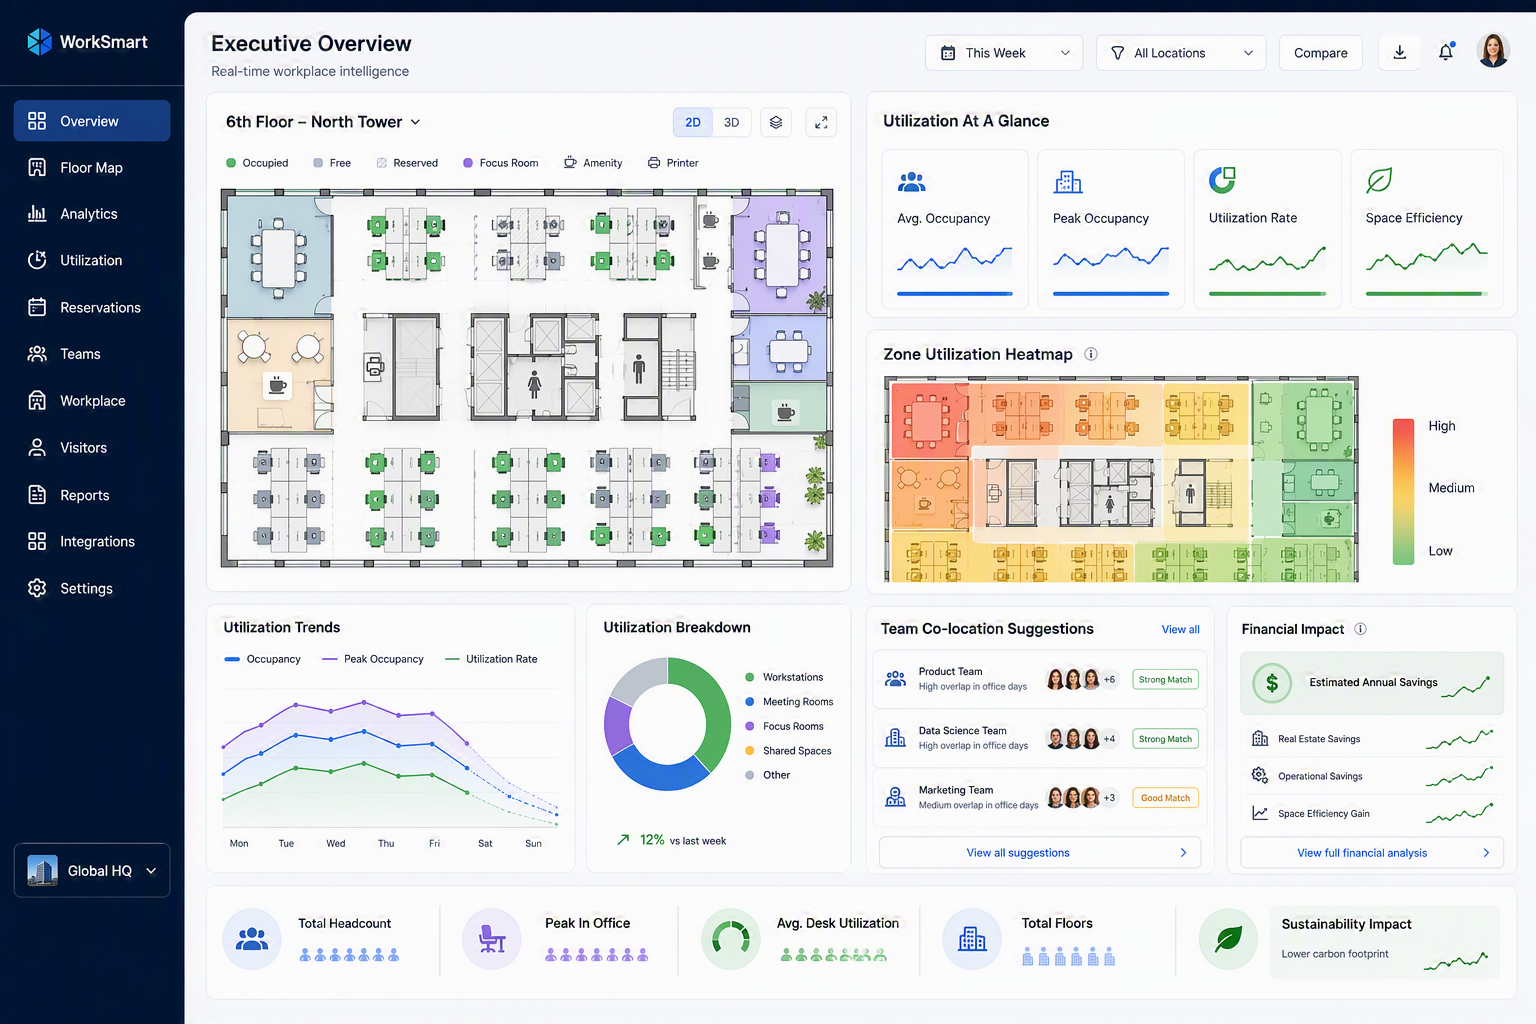 WorkSmart
Overview
Floor Map
Analytics
Utilization
Reservations
Teams
Workplace
Visitors
Reports
Integrations
Settings
Global HQ
Executive Overview
Real-time workplace intelligence
This Week
All Locations
Compare
6th Floor – North Tower
2D
3D
Occupied
Free
Reserved
Focus Room
Amenity
Printer
Utilization At A Glance
Avg. Occupancy
Peak Occupancy
Utilization Rate
Space Efficiency
Zone Utilization Heatmap
High
Medium
Low
Utilization Trends
Occupancy
Peak Occupancy
Utilization Rate
Mon
Tue
Wed
Thu
Fri
Sat
Sun
Utilization Breakdown
Workstations
Meeting Rooms
Focus Rooms
Shared Spaces
Other
12% vs last week
Team Co-location Suggestions
View all
Product Team
High overlap in office days
+6
Strong Match
Data Science Team
High overlap in office days
+4
Strong Match
Marketing Team
Medium overlap in office days
+3
Good Match
View all suggestions
Financial Impact
$
Estimated Annual Savings
Real Estate Savings
Operational Savings
Space Efficiency Gain
View full financial analysis
Total Headcount
Peak In Office
Avg. Desk Utilization
Total Floors
Sustainability Impact
Lower carbon footprint